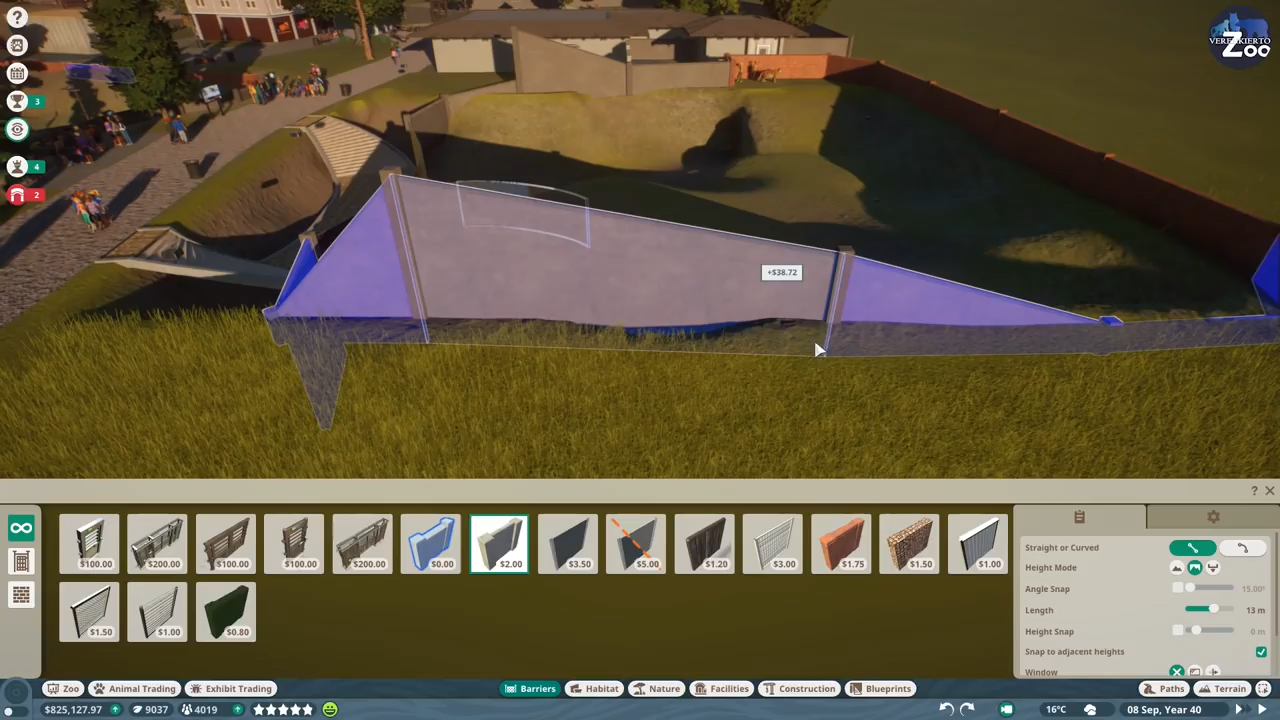 VEREKKIERTO
ZOO
3
4
2
+$38.72
?
$100.00
$200.00
$100.00
$100.00
$200.00
$0.00
$2.00
$3.50
$5.00
$1.20
$3.00
$1.75
$1.50
$1.00
$1.50
$1.00
$0.80
Straight or Curved
Height Mode
Angle Snap 15.00°
Length 13 m
Height Snap 0 m
Snap to adjacent heights
Window
Zoo Animal Trading Exhibit Trading Barriers Habitat Nature Facilities Construction Blueprints Paths Terrain
$825,127.97 9037 4019 16°C 08 Sep, Year 40